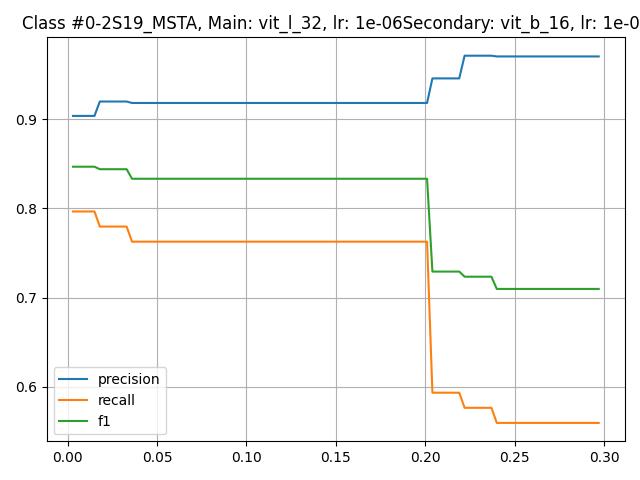 Class #0-2S19_MSTA, Main: vit_l_32, lr: 1e-06Secondary: vit_b_16, lr: 1e-0
0.9
0.8
0.7
0.6
precision
recall
f1
0.00 0.05 0.10 0.15 0.20 0.25 0.30